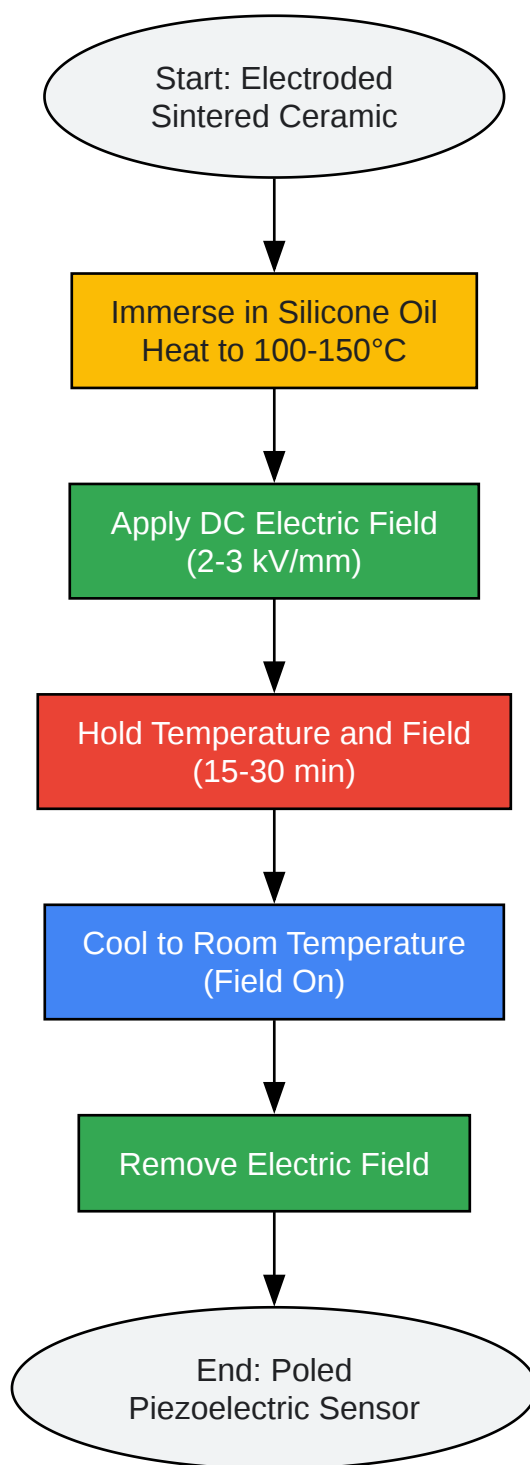 Start: Electroded
Sintered Ceramic
Immerse in Silicone Oil
Heat to 100-150°C
Apply DC Electric Field
(2-3 kV/mm)
Hold Temperature and Field
(15-30 min)
Cool to Room Temperature
(Field On)
Remove Electric Field
End: Poled
Piezoelectric Sensor